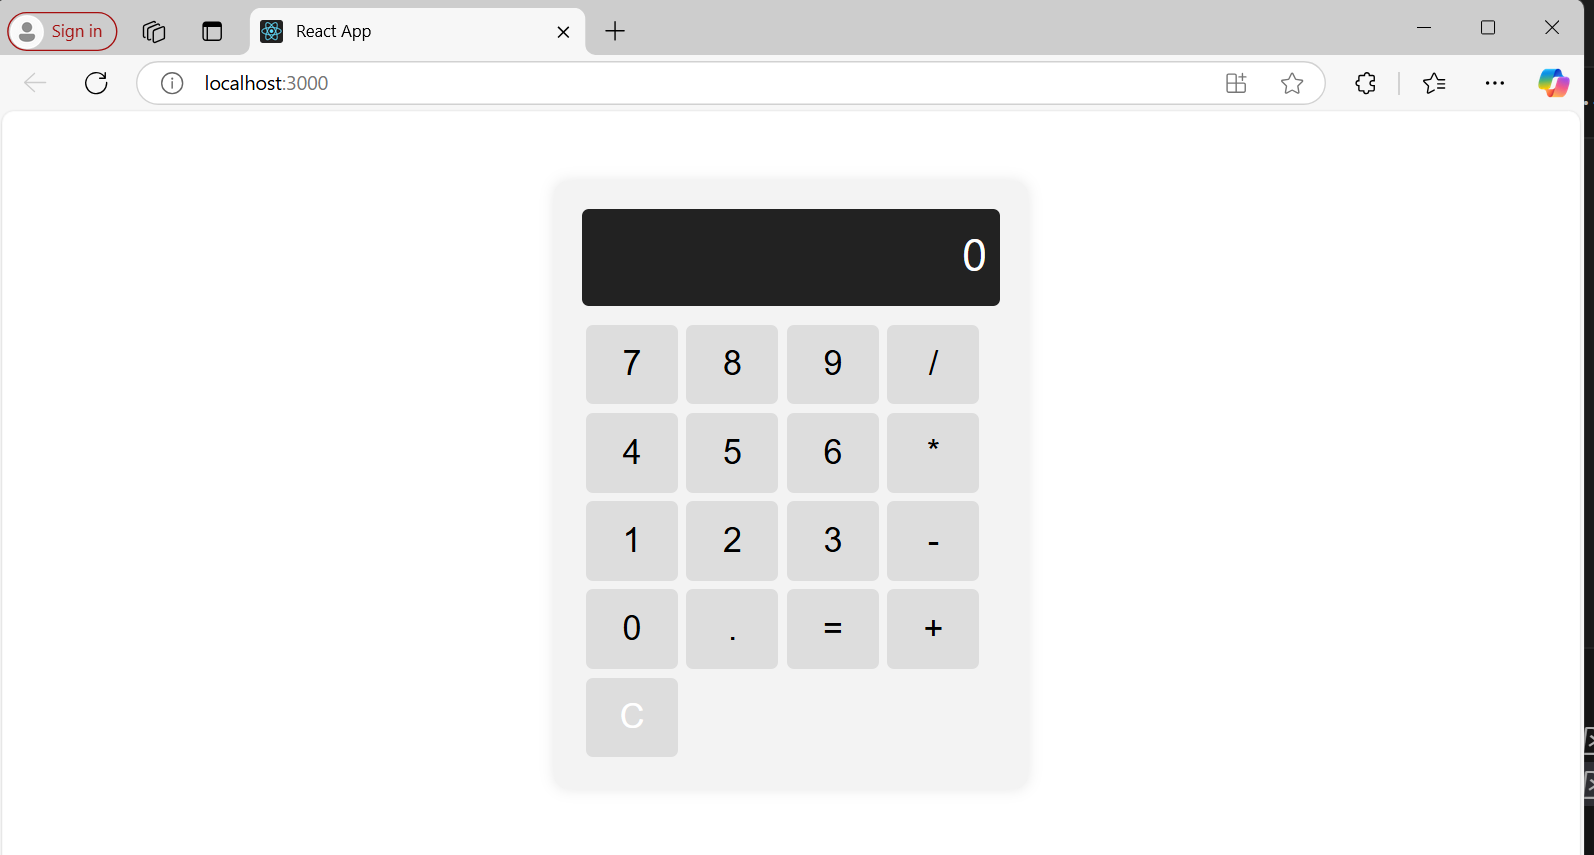 Sign in
React App
localhost:3000
0
7 8 9 /
4 5 6 *
1 2 3 -
0 . = +
C